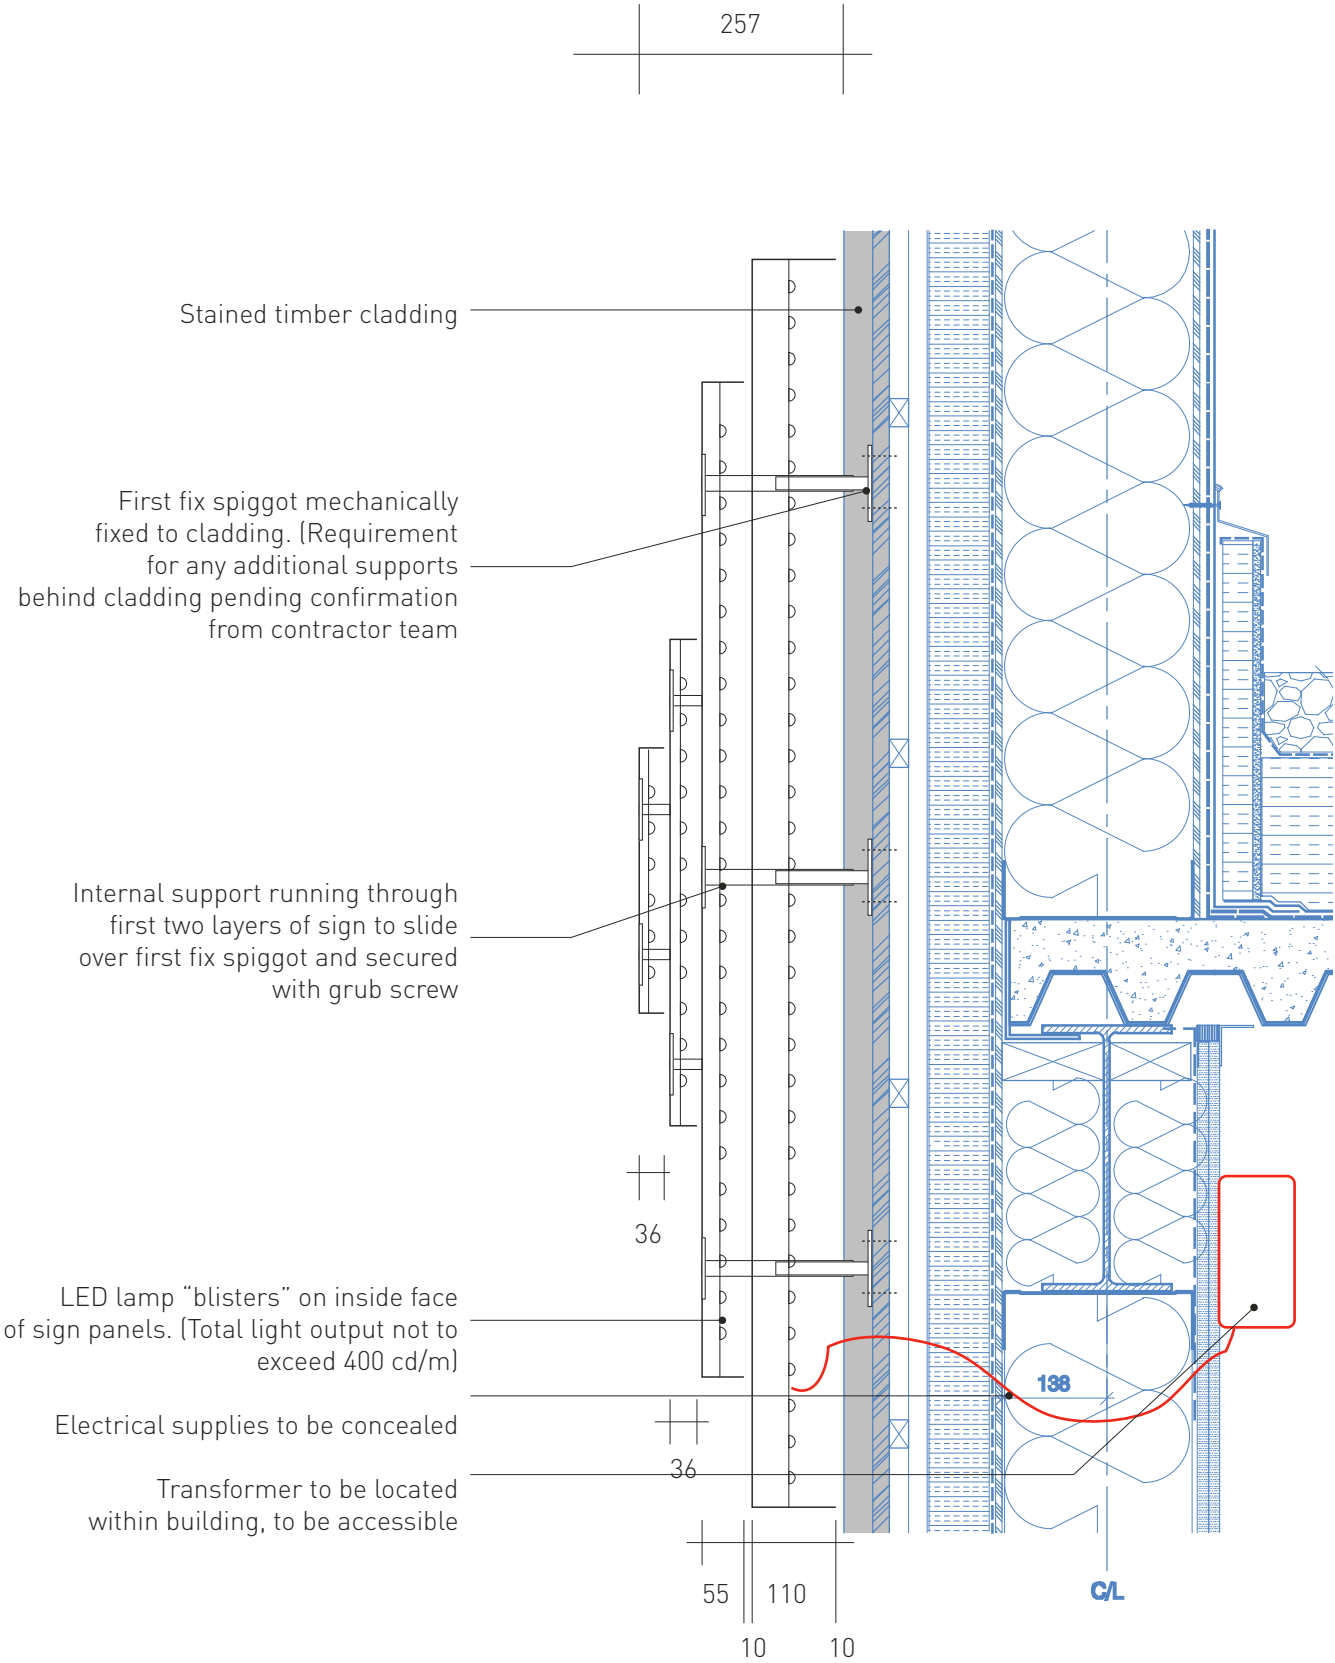 257
Stained timber cladding
First fix spiggot mechanically
fixed to cladding. (Requirement
for any additional supports
behind cladding pending confirmation
from contractor team
Internal support running through
first two layers of sign to slide
over first fix spiggot and secured
with grub screw
36
LED lamp “blisters” on inside face
of sign panels. (Total light output not to
exceed 400 cd/m)
138
Electrical supplies to be concealed
36
Transformer to be located
within building, to be accessible
55 110
C/L
10 10